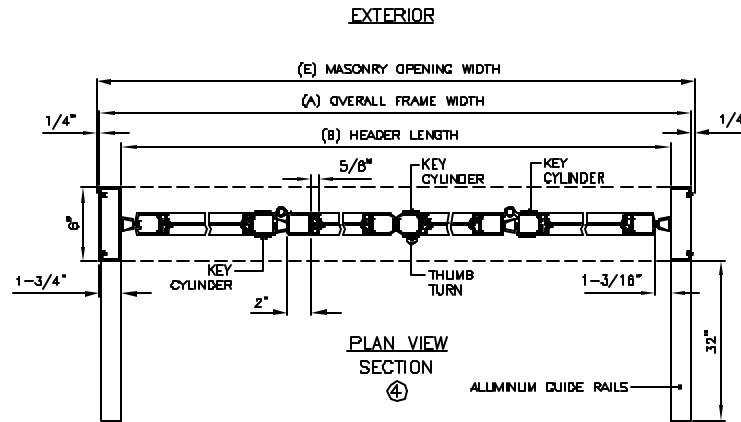 EXTERIOR
(E) MASONRY OPENING WIDTH
(A) OVERALL FRAME WIDTH
1/4"
1/4
(B) HEADER LENGTH
5/8"
KEY
CYLINDER
KEY
CYLINDER
6"
KEY
CYLINDER
THUMB
TURN
1-3/4"
1-3/16"
2"
32"
PLAN VIEW
SECTION
4
ALUMINUM GUIDE RAILS